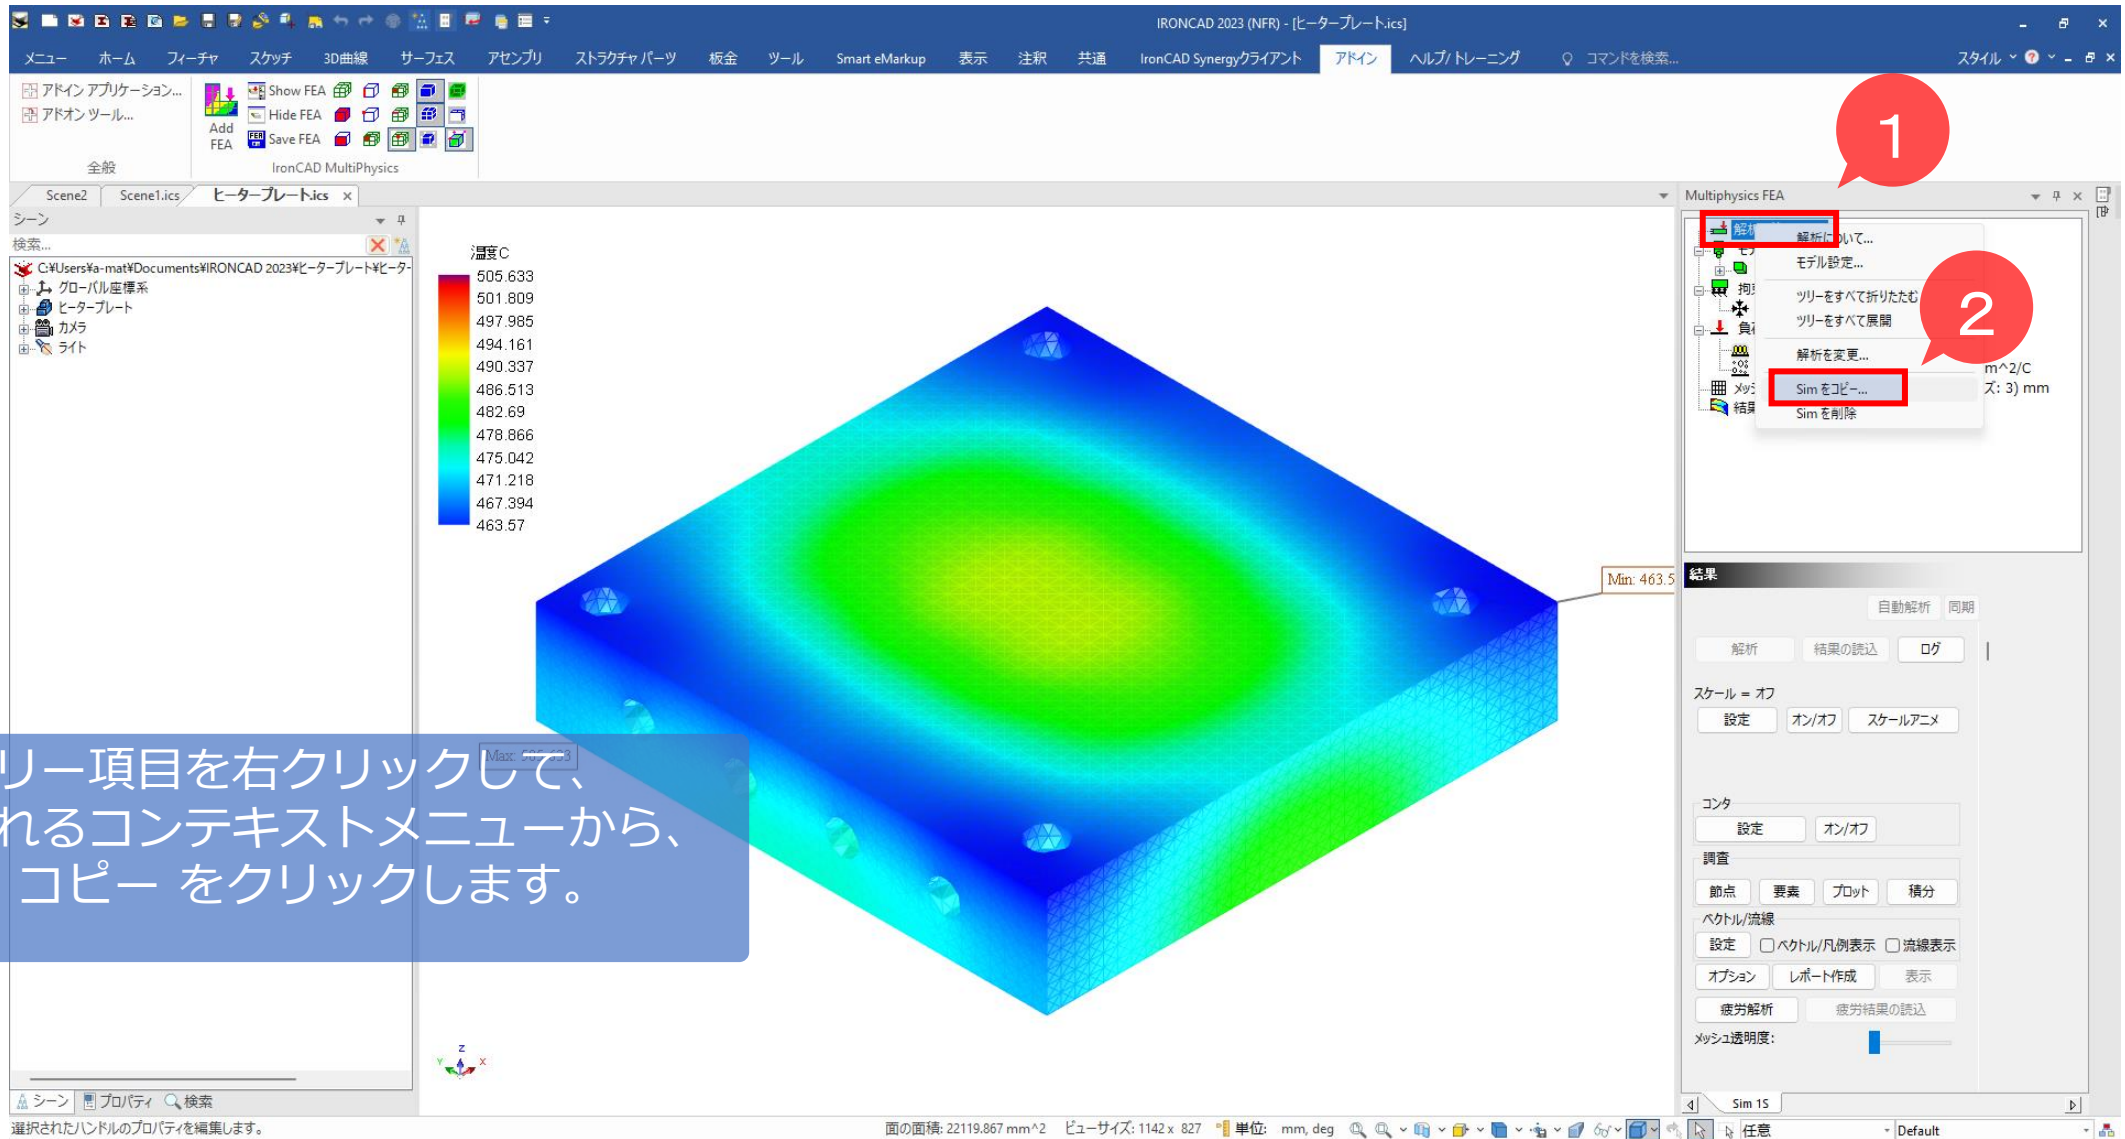 IRONCAD 2023 (NFR) - [ヒータープレート.ics]
メニュー ホーム フィーチャ スケッチ 3D曲線 サーフェス アセンブリ ストラクチャ パーツ 板金 ツール Smart eMarkup 表示 注釈 共通 IronCAD Synergyクライアント アドイン ヘルプ/トレーニング コマンドを検索... スタイル
アドイン アプリケーション...
アドオン ツール...
全般
Add
FEA
Show FEA
Hide FEA
Save FEA
IronCAD MultiPhysics
1
Scene2 Scene1.ics ヒータープレート.ics x
シーン
検索...
C:¥Users¥a-mat¥Documents¥IRONCAD 2023¥ヒータープレート¥ヒータ-
グローバル座標系
ヒータープレート
カメラ
ライト
温度C
505.633
501.809
497.985
494.161
490.337
486.513
482.69
478.866
475.042
471.218
467.394
463.57
Min: 463.5
Max: 505.633
リー項目を右クリックして、
れるコンテキストメニューから、
コピー をクリックします。
Z
Y X
Multiphysics FEA
解析
モデ
拘束
負荷
メッシ
結果
解析について...
モデル設定...
ツリーをすべて折りたたむ
ツリーをすべて展開
解析を変更...
Sim をコピー...
Sim を削除
2
m^2/C
ズ: 3) mm
結果
自動解析 同期
解析 結果の読込 ログ
スケール = オフ
設定 オン/オフ スケールアニメ
コンタ
設定 オン/オフ
調査
節点 要素 プロット 積分
ベクトル/流線
設定 ベクトル/凡例表示 流線表示
オプション レポート作成 表示
疲労解析 疲労結果の読込
メッシュ透明度:
Sim 1S
シーン プロパティ 検索
選択されたハンドルのプロパティを編集します。
面の面積: 22119.867 mm^2 ビューサイズ: 1142 x 827 単位: mm, deg 任意 Default